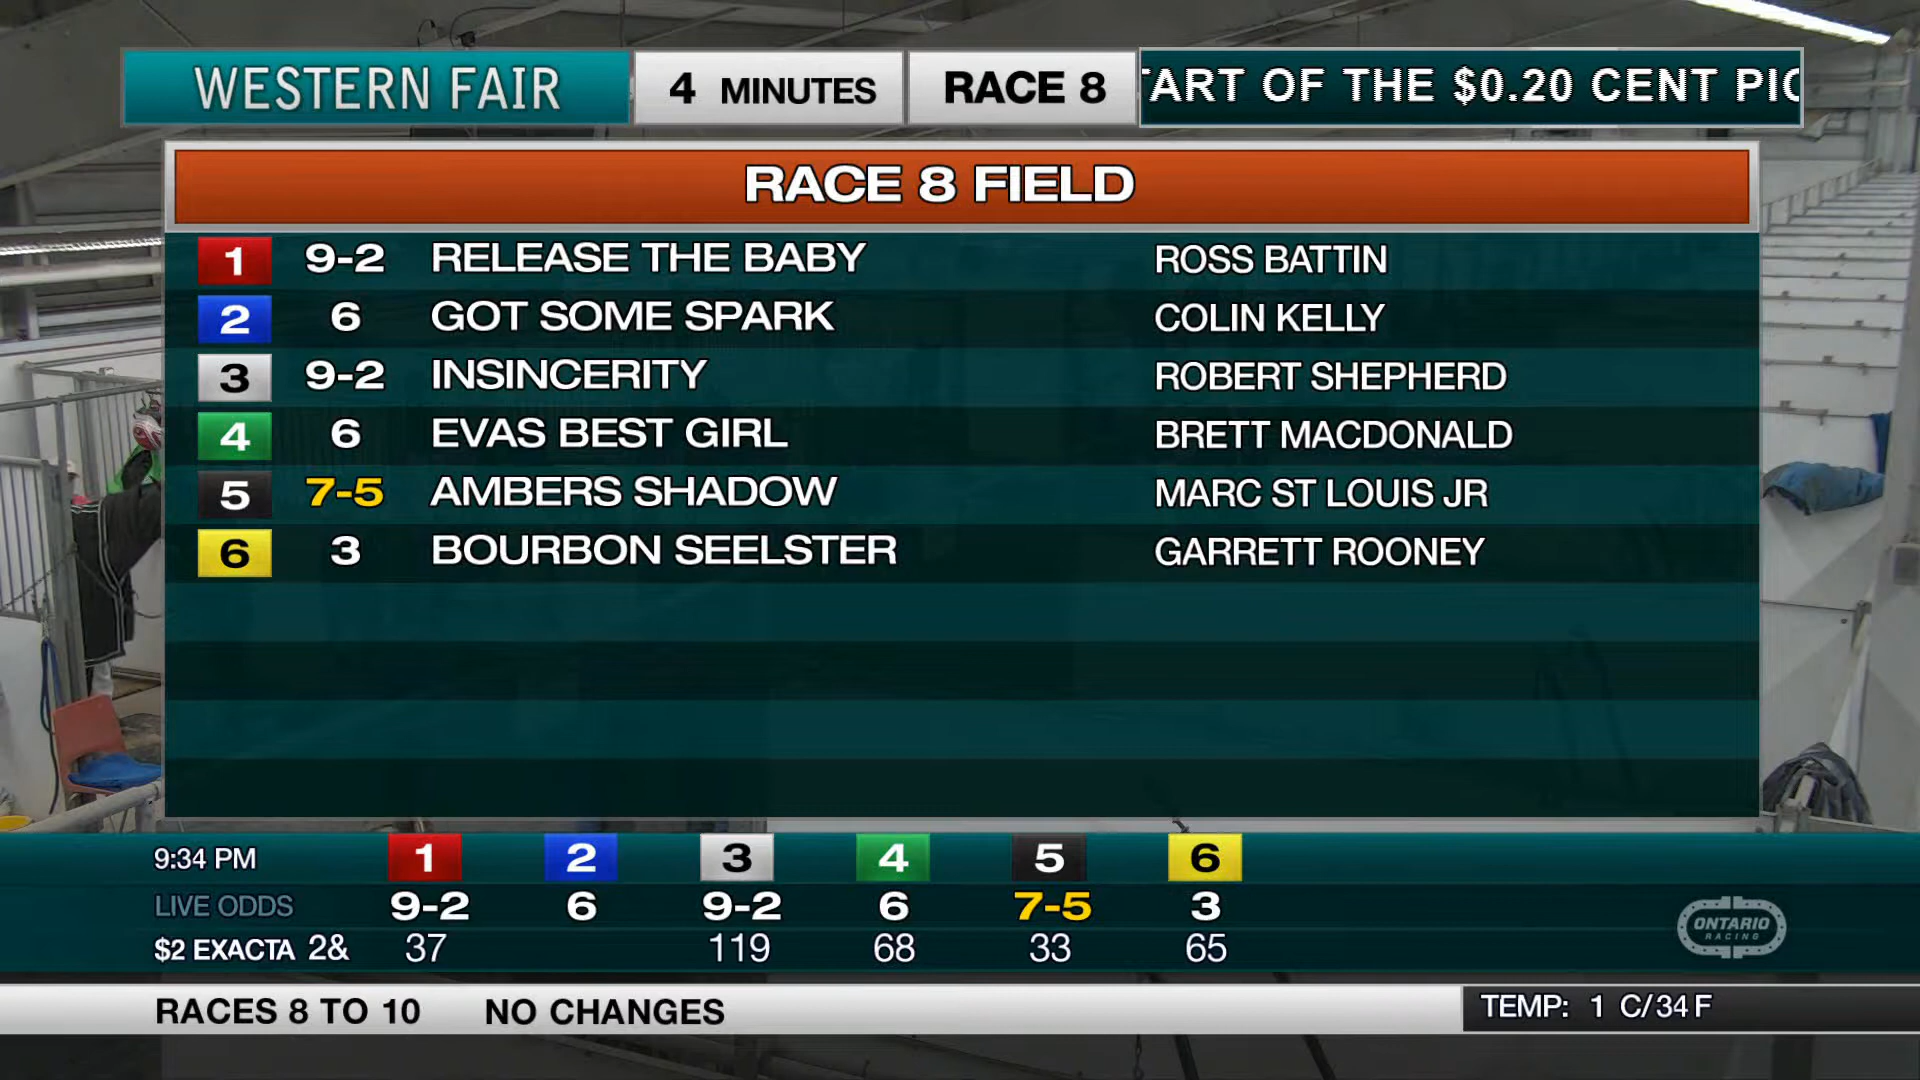 WESTERN FAIR 4 MINUTES RACE 8 TART OF THE $0.20 CENT PIC
RACE 8 FIELD
1 9-2 RELEASE THE BABY ROSS BATTIN
2 6 GOT SOME SPARK COLIN KELLY
3 9-2 INSINCERITY ROBERT SHEPHERD
4 6 EVAS BEST GIRL BRETT MACDONALD
5 7-5 AMBERS SHADOW MARC ST LOUIS JR
6 3 BOURBON SEELSTER GARRETT ROONEY
9:34 PM 1 2 3 4 5 6
LIVE ODDS 9-2 6 9-2 6 7-5 3
$2 EXACTA 2& 37 119 68 33 65
ONTARIO
RACING
RACES 8 TO 10 NO CHANGES TEMP: 1 C/34 F